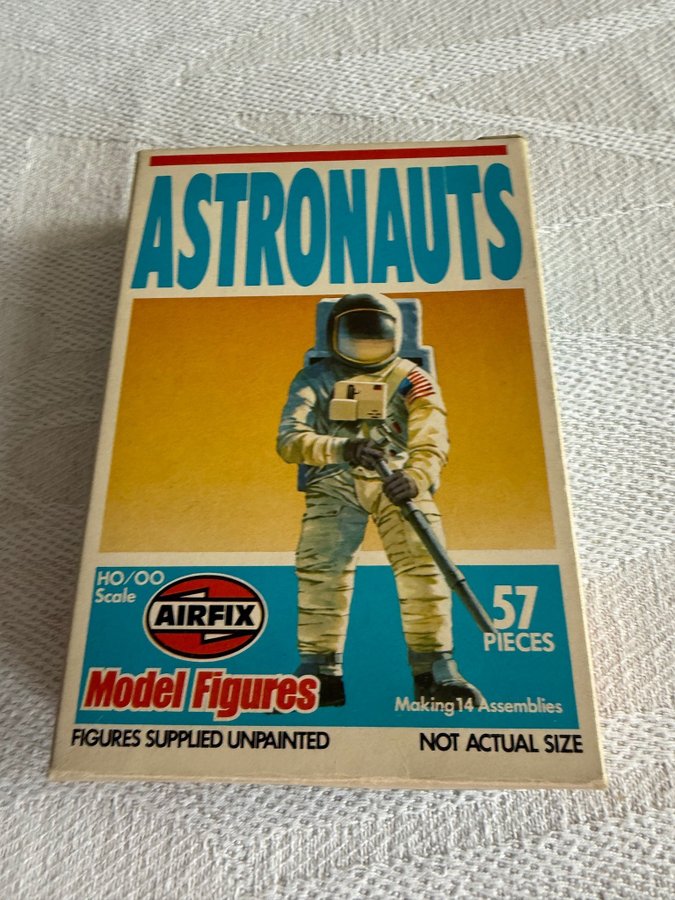 ASTRONAUTS
HO/OO
Scale
AIRFIX
57
PIECES
Model Figures
Making 14 Assemblies
FIGURES SUPPLIED UNPAINTED
NOT ACTUAL SIZE